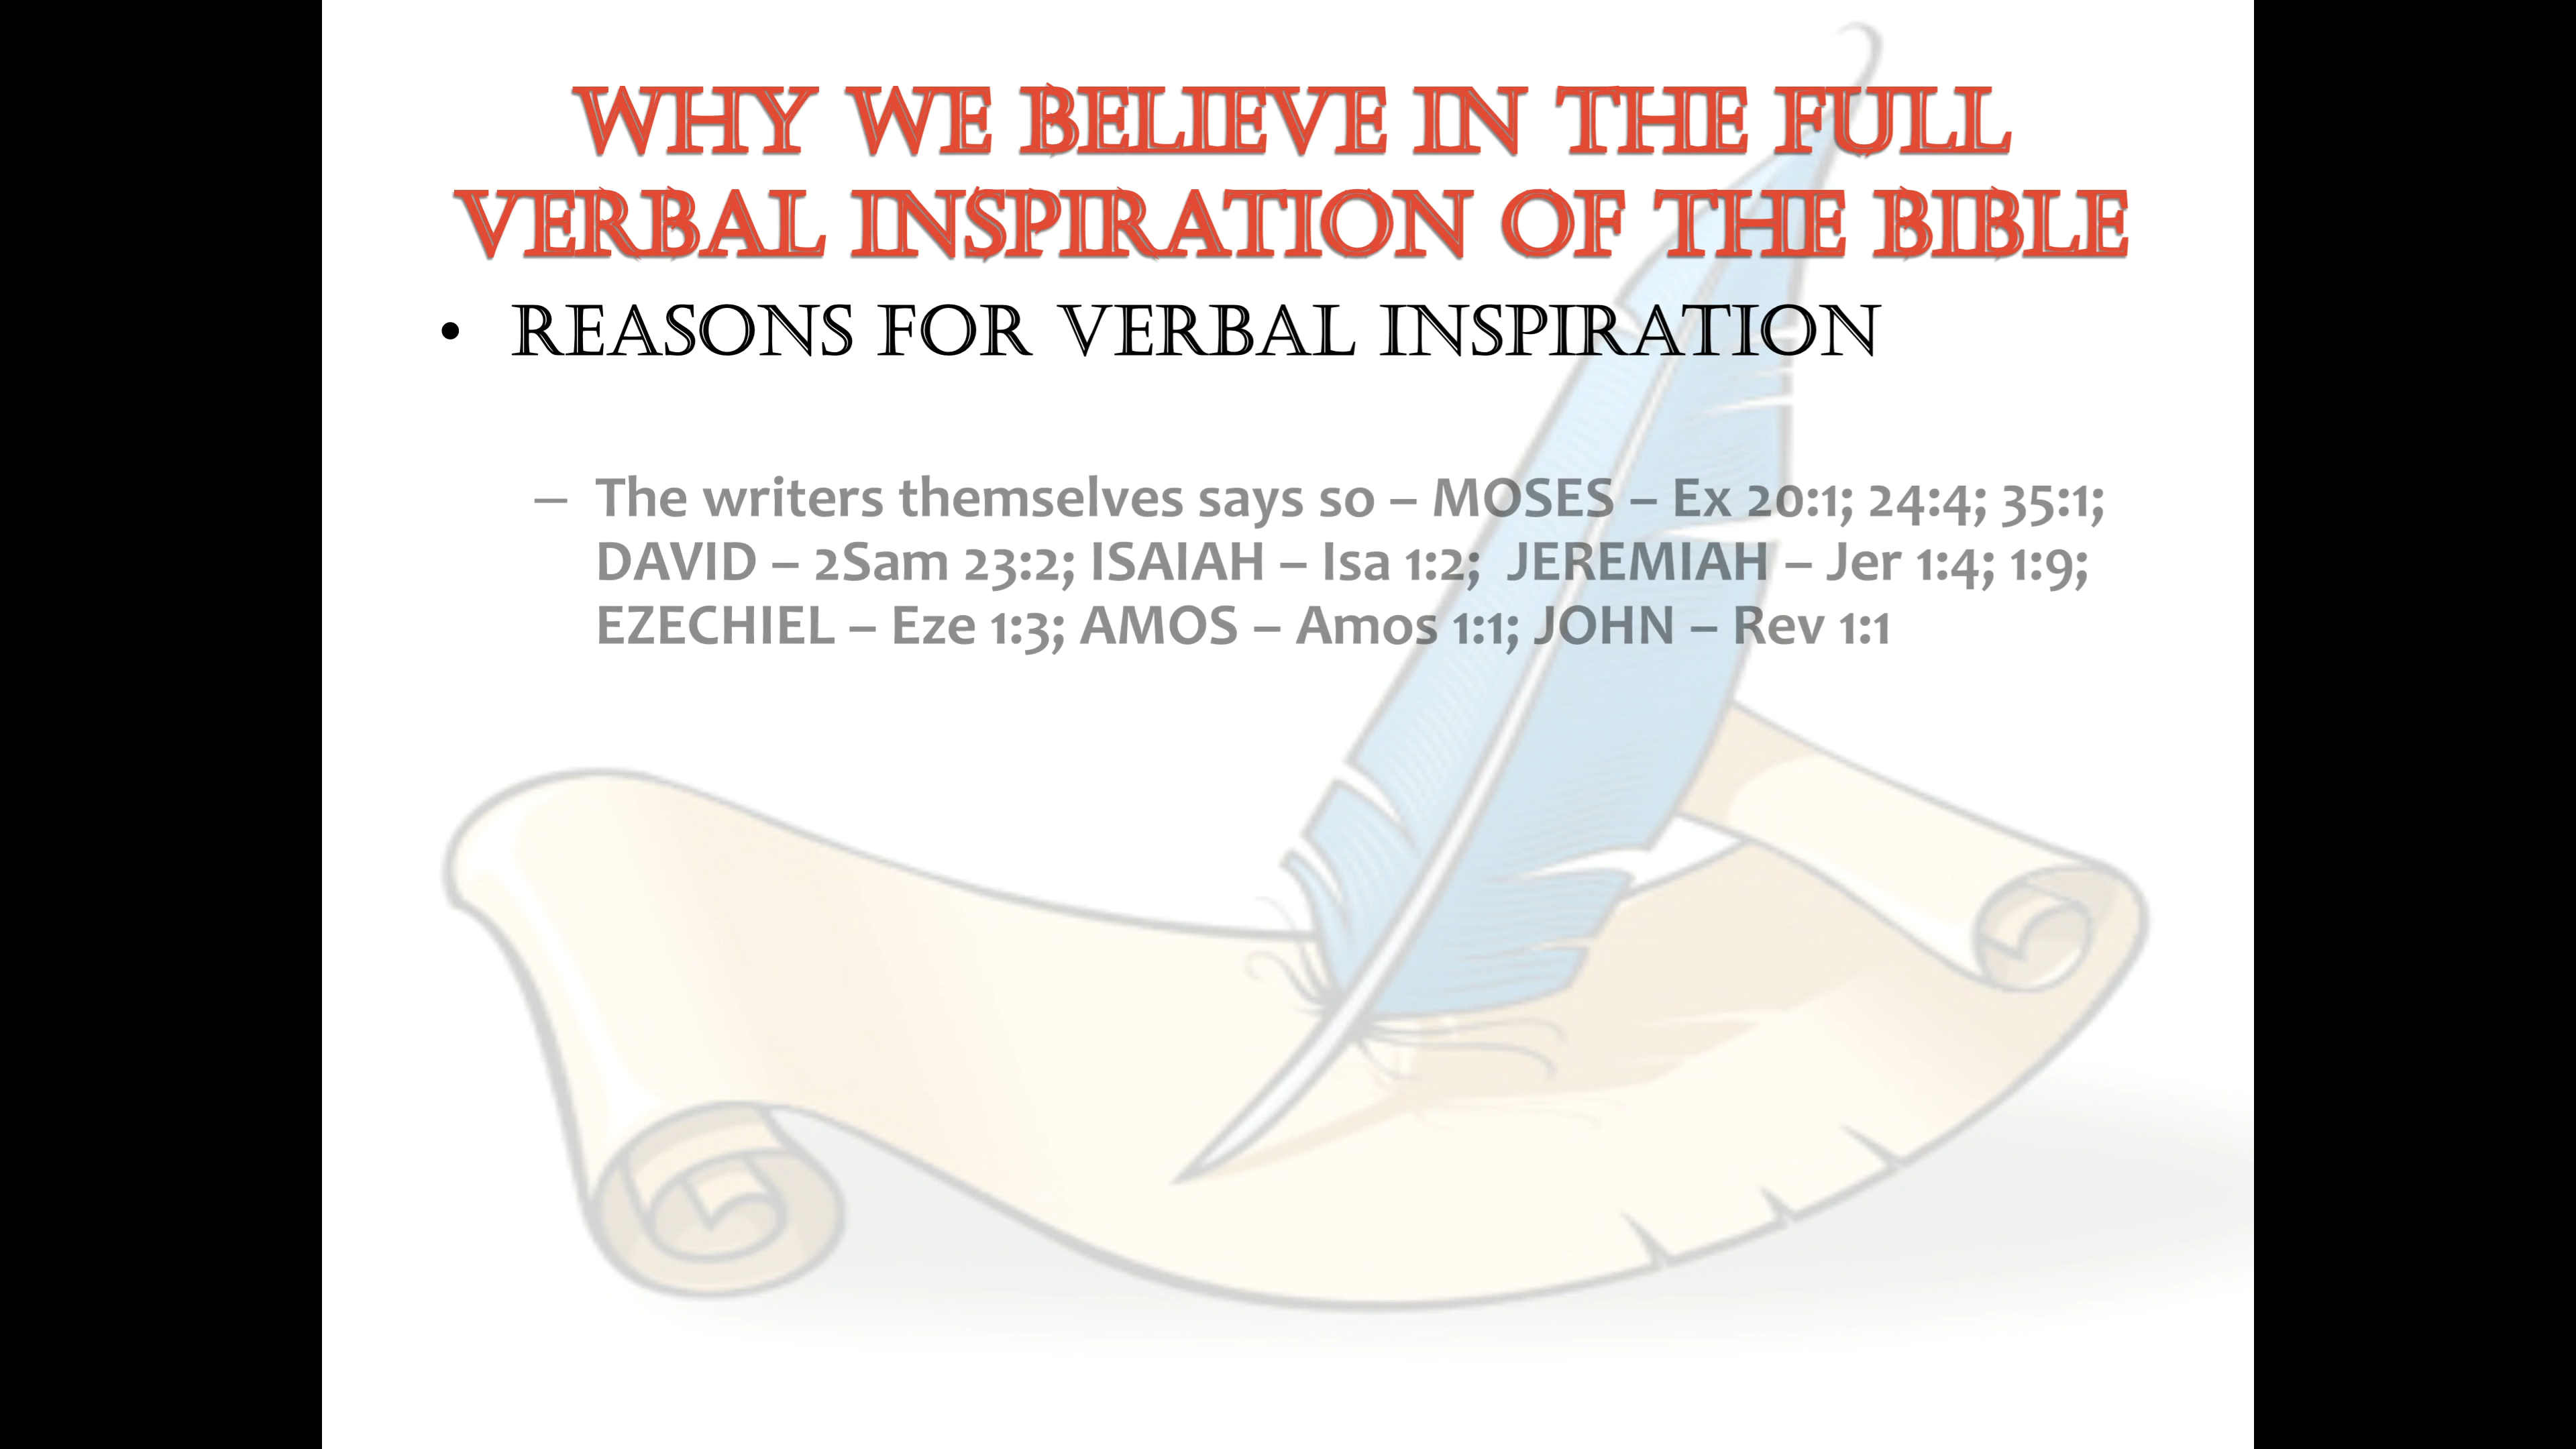 WHY WE BELIEVE IN THE FULL
VERBAL INSPIRATION OF THE BIBLE
• REASONS FOR VERBAL INSPIRATION
– The writers themselves says so – MOSES – Ex 20:1; 24:4; 35:1;
DAVID – 2Sam 23:2; ISAIAH – Isa 1:2; JEREMIAH – Jer 1:4; 1:9;
EZECHIEL – Eze 1:3; AMOS – Amos 1:1; JOHN – Rev 1:1